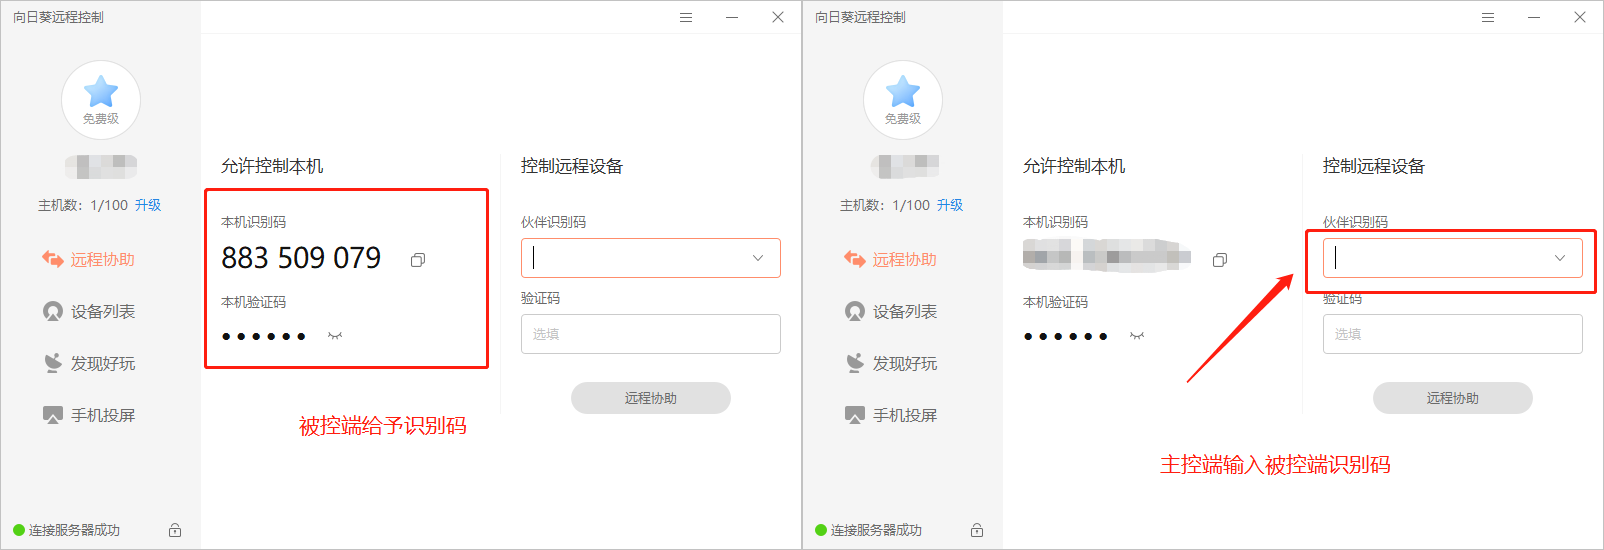 向日葵远程控制
免费级
主机数：1/100 升级
远程协助
设备列表
发现好玩
手机投屏
连接服务器成功
允许控制本机
本机识别码
883 509 079
本机验证码
控制远程设备
伙伴识别码
验证码
选填
远程协助
被控端给予识别码
向日葵远程控制
免费级
主机数：1/100 升级
远程协助
设备列表
发现好玩
手机投屏
连接服务器成功
允许控制本机
本机识别码
本机验证码
控制远程设备
伙伴识别码
验证码
选填
远程协助
主控端输入被控端识别码